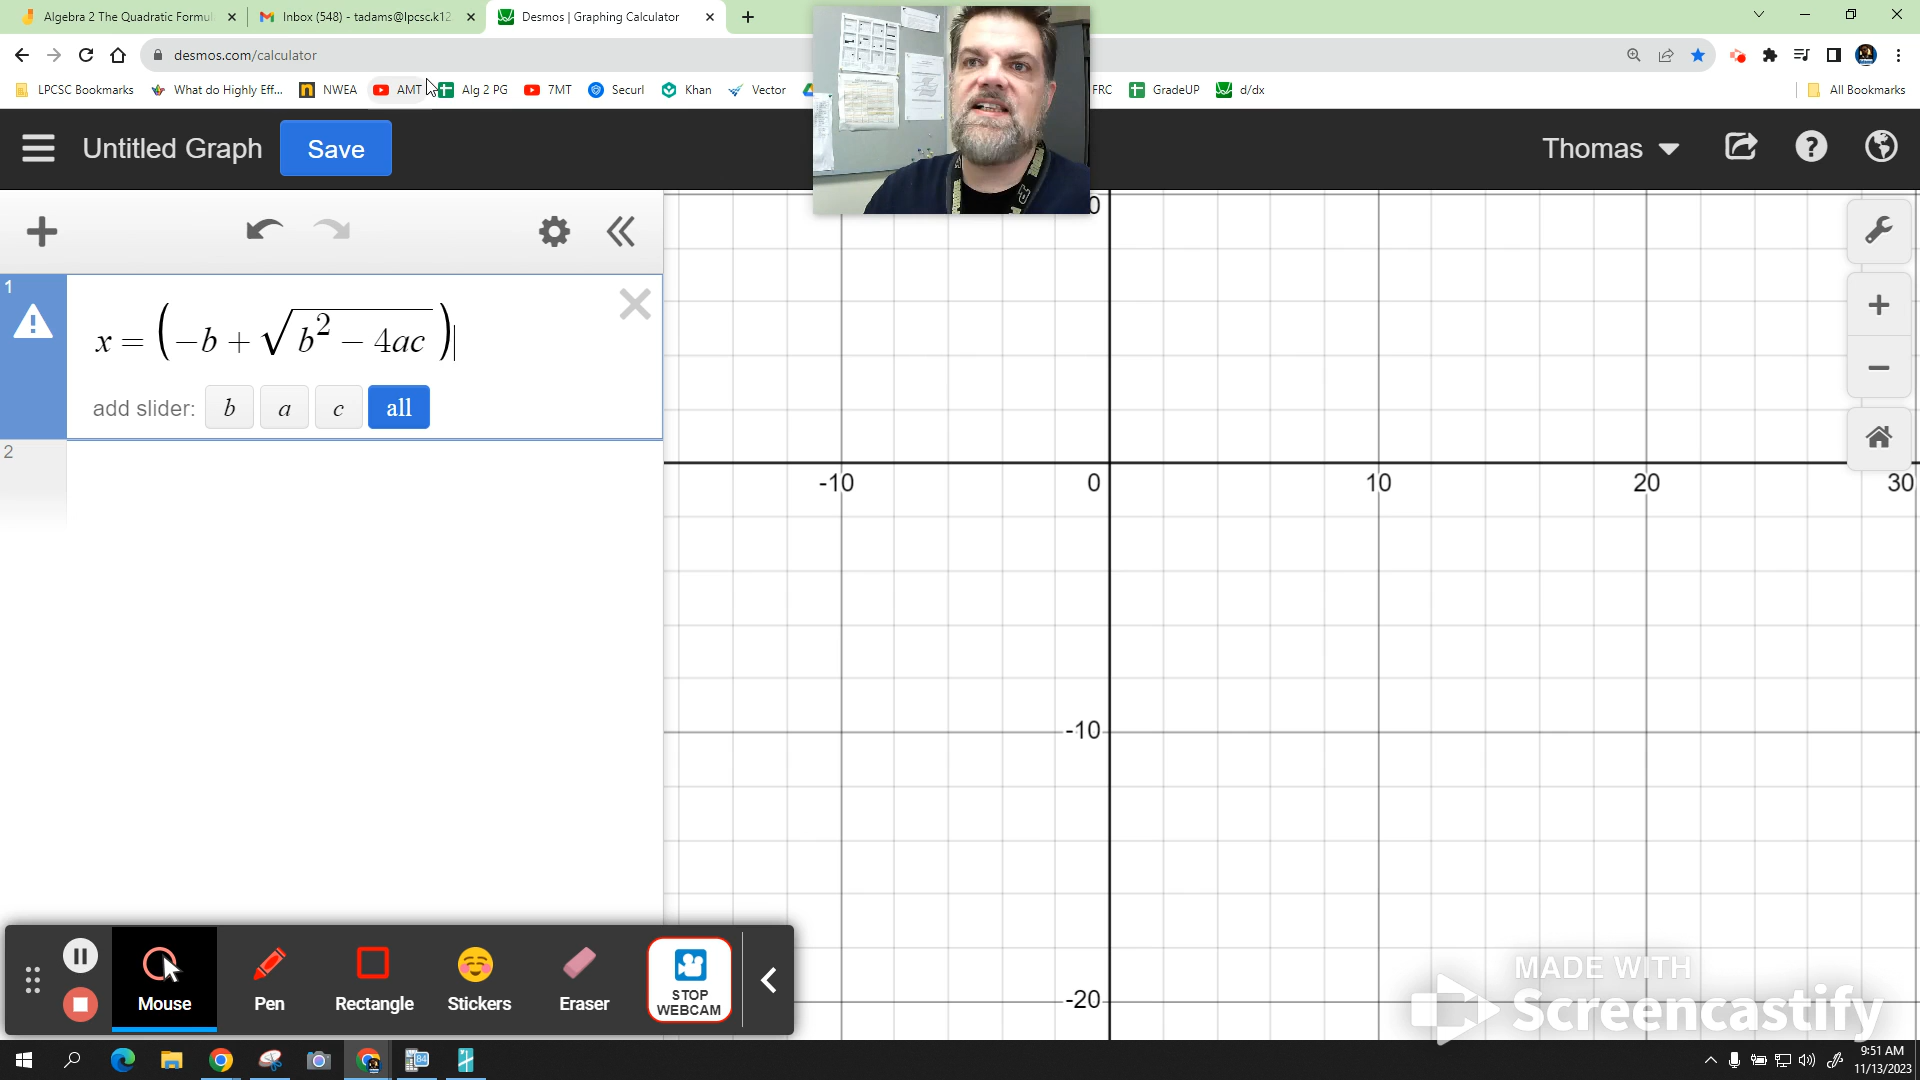 Algebra 2 The Quadratic Formul
Inbox (548) - tadams@lpcsc.k12
Desmos | Graphing Calculator
desmos.com/calculator
LPCSC Bookmarks
What do Highly Eff...
NWEA
AMT
Alg 2 PG
7MT
Securl
Khan
Vector
FRC
GradeUP
d/dx
All Bookmarks
Untitled Graph
Save
Thomas
1
x = (-b + √b² - 4ac)
add slider:
b
a
c
all
2
0
-10
0
10
20
30
-10
-20
Mouse
Pen
Rectangle
Stickers
Eraser
STOP
WEBCAM
MADE WITH
Screencastify
84
9:51 AM
11/13/2023